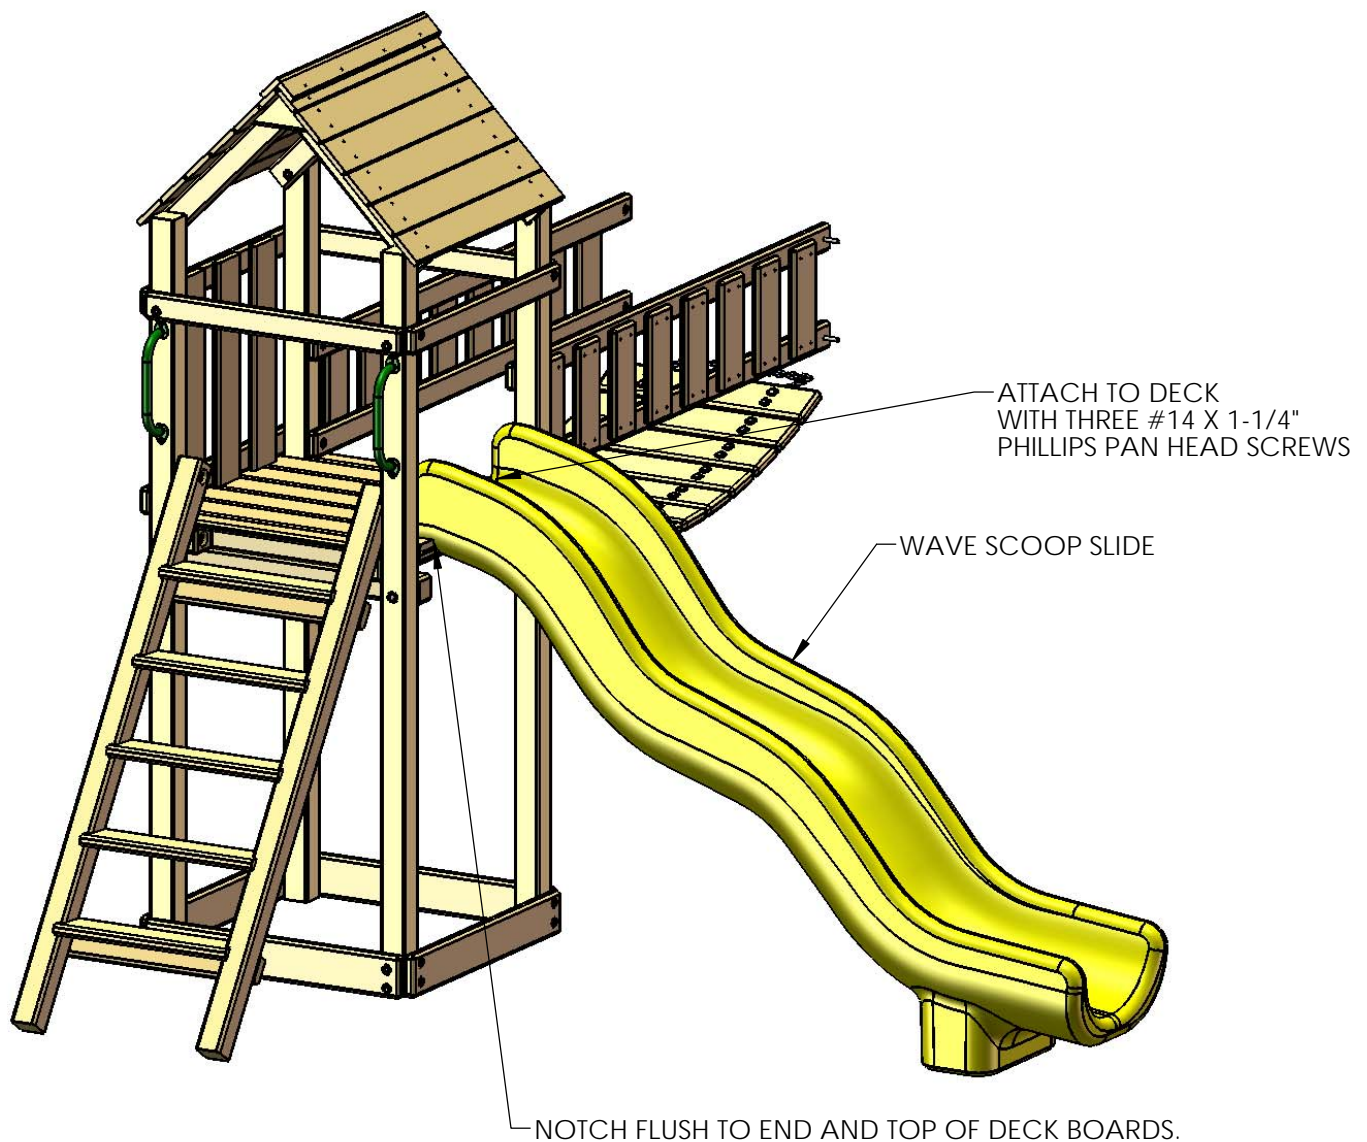 ATTACH TO DECK
WITH THREE #14 X 1-1/4"
PHILLIPS PAN HEAD SCREWS
WAVE SCOOP SLIDE
NOTCH FLUSH TO END AND TOP OF DECK BOARDS.